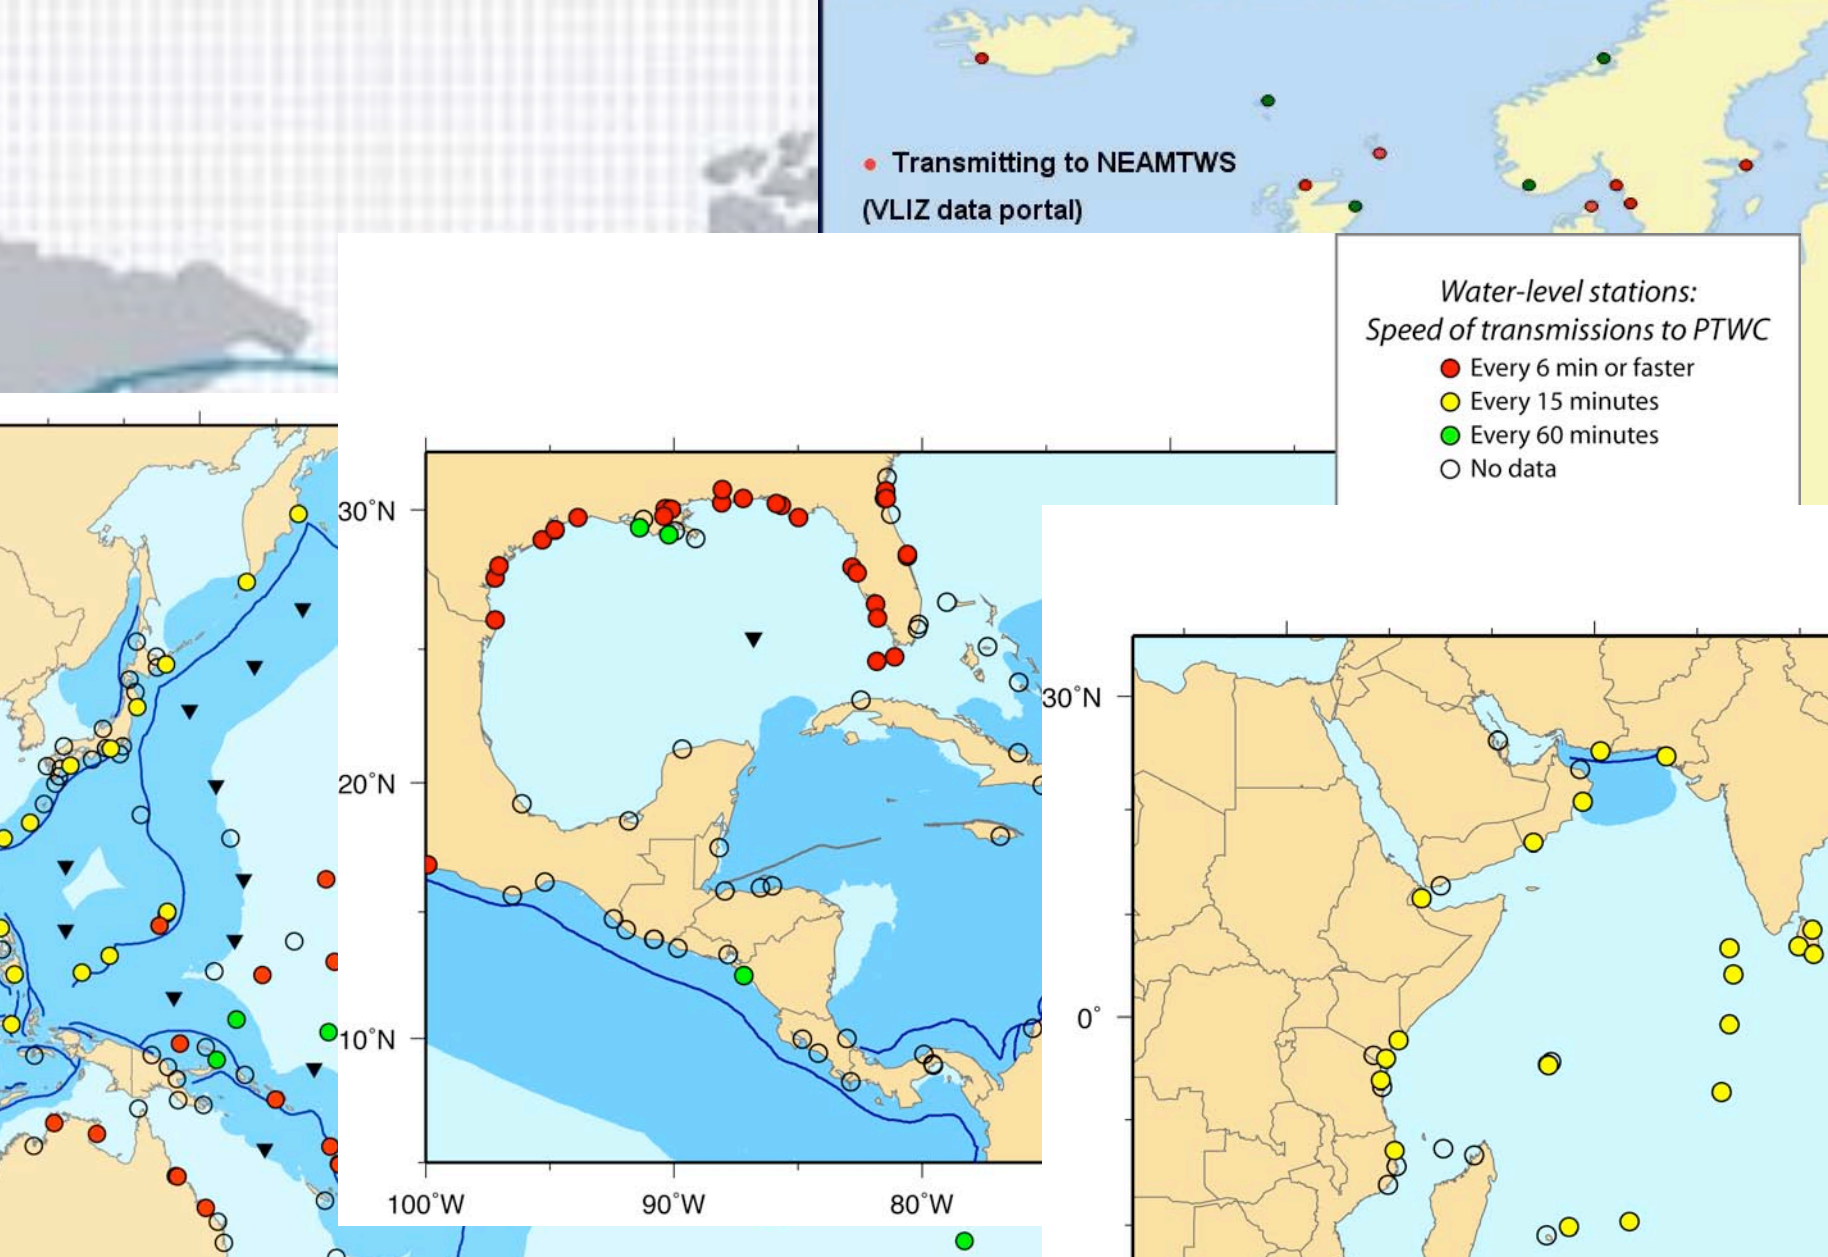 Transmitting to NEAMTWS
(VLIZ data portal)
Water-level stations:
Speed of transmissions to PTWC
Every 6 min or faster
Every 15 minutes
Every 60 minutes
No data
30°N
20°N
10°N
100°W
90°W
80°W
30°N
0°